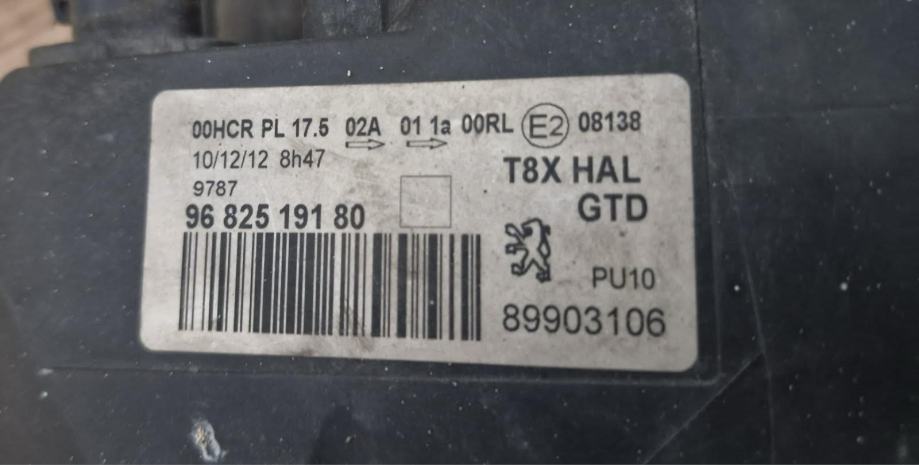 00HCR PL 17.5 02A 01 1a 00RL E2 08138
10/12/12 8h47
T8X HAL
9787
GTD
96 825 191 80
PU10
89903106